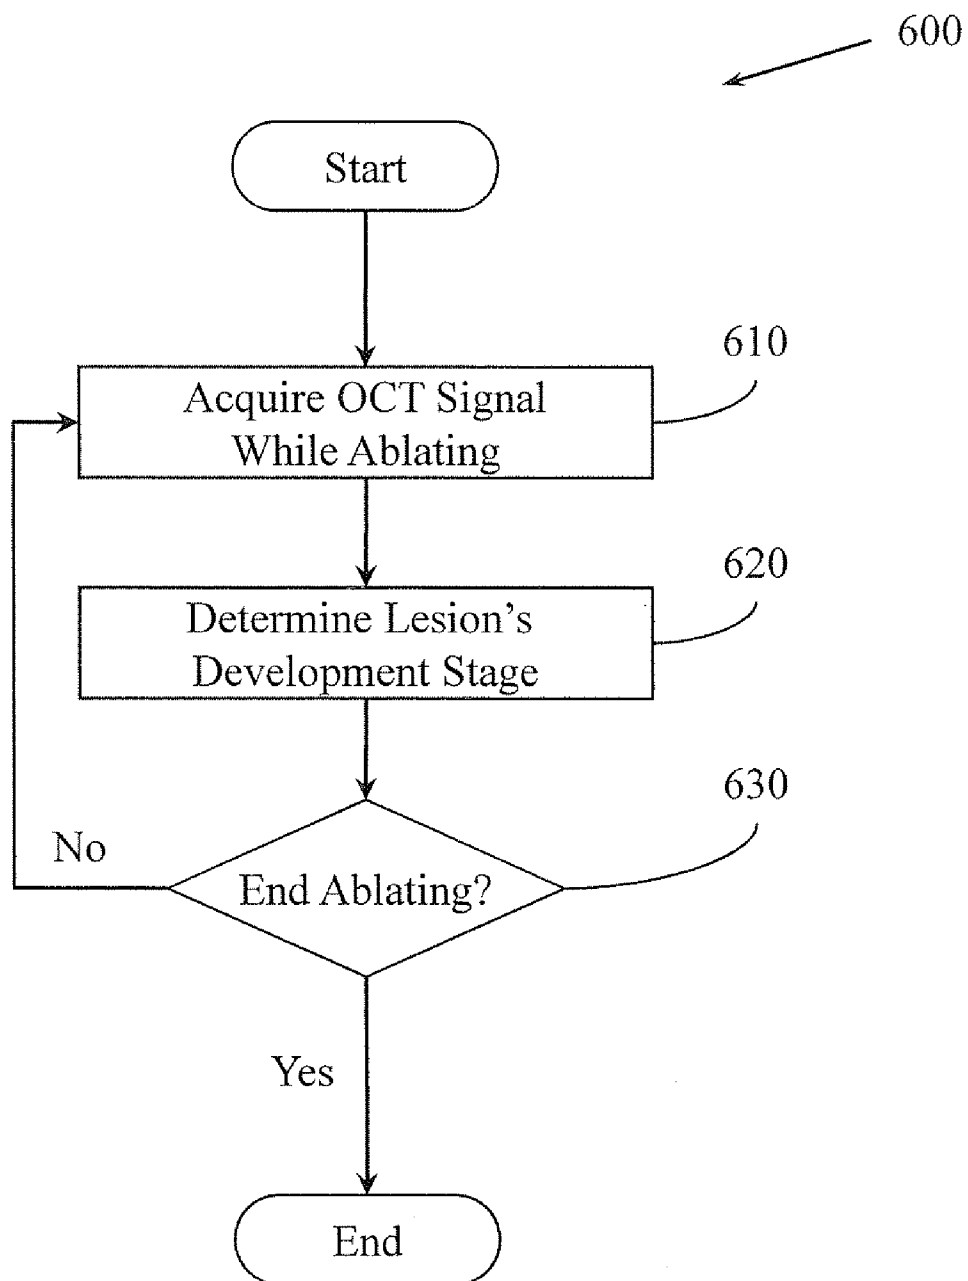 600
Start
610
Acquire OCT Signal
While Ablating
620
Determine Lesion's
Development Stage
630
No
End Ablating?
Yes
End